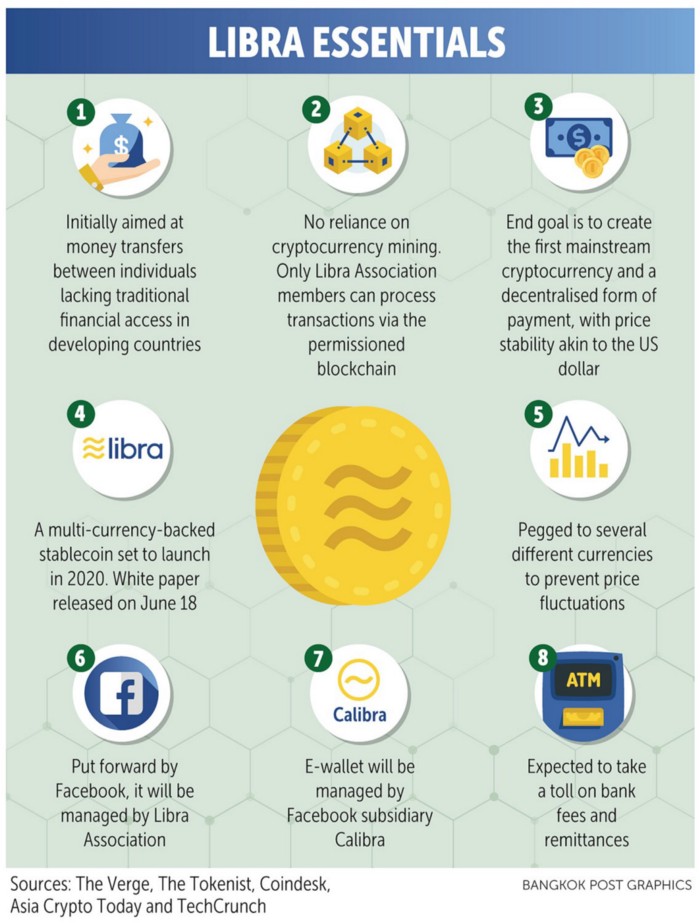 LIBRA ESSENTIALS
1
$
Initially aimed at
money transfers
between individuals
lacking traditional
financial access in
developing countries
2
No reliance on
cryptocurrency mining.
Only Libra Association
members can process
transactions via the
permissioned
blockchain
3
$
End goal is to create
the first mainstream
cryptocurrency and a
decentralised form of
payment, with price
stability akin to the US
dollar
4
libra
A multi-currency-backed
stablecoin set to launch
in 2020. White paper
released on June 18
5
Pegged to several
different currencies
to prevent price
fluctuations
6
f
Put forward by
Facebook, it will be
managed by Libra
Association
7
Calibra
E-wallet will be
managed by
Facebook subsidiary
Calibra
8
ATM
Expected to take
a toll on bank
fees and
remittances
Sources: The Verge, The Tokenist, Coindesk,
Asia Crypto Today and TechCrunch
BANGKOK POST GRAPHICS